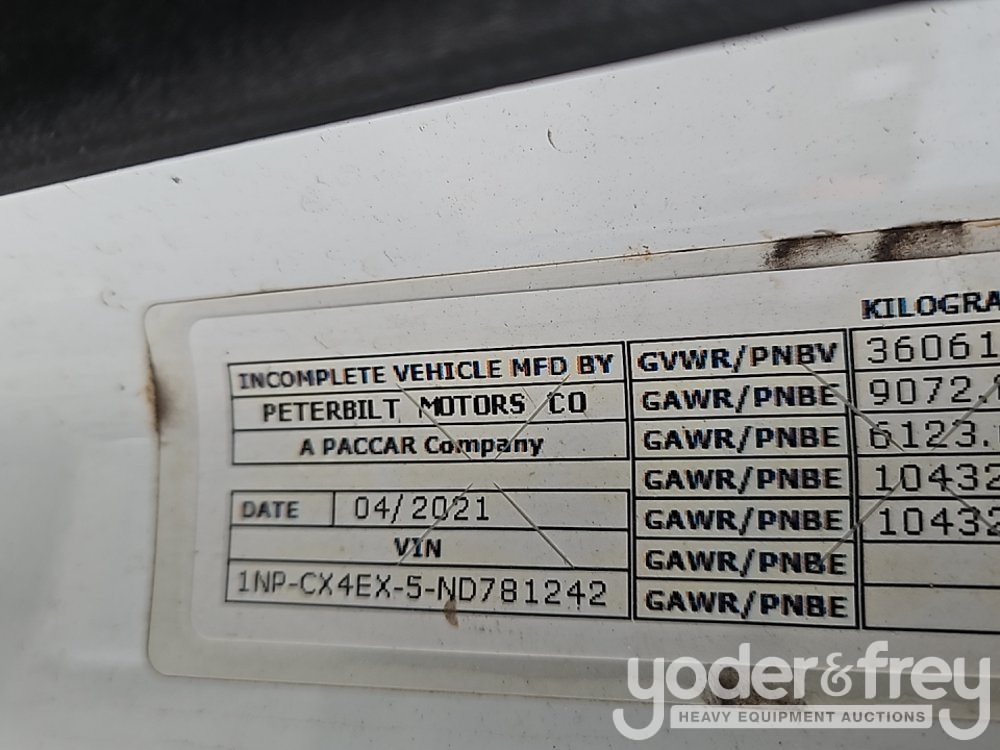 KILOGRA
INCOMPLETE VEHICLE MFD BY
PETERBILT MOTORS CO
A PACCAR Company
DATE 04/2021
VIN
1NP-CX4EX-5-ND781242
GVWR/PNBV 36061
GAWR/PNBE 9072.
GAWR/PNBE 6123.
GAWR/PNBE 10432
GAWR/PNBE 10432
GAWR/PNBE
GAWR/PNBE
yoder&frey
HEAVY EQUIPMENT AUCTIONS